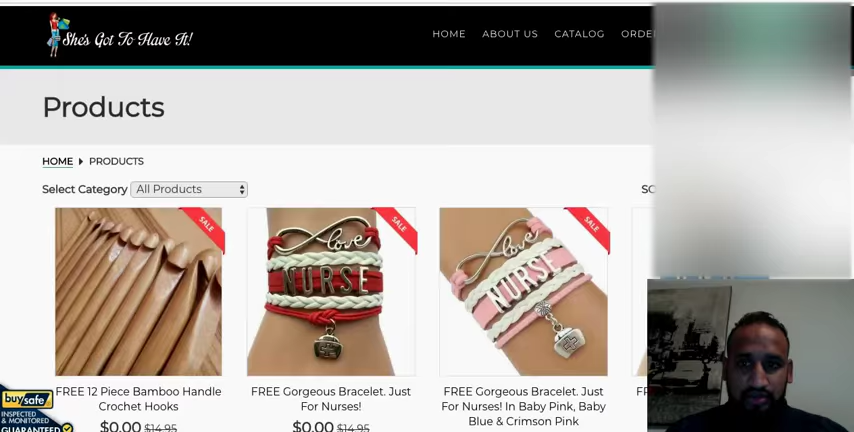 She's Got To Have It!
HOME ABOUT US CATALOG ORDE
Products
HOME PRODUCTS
Select Category All Products SO
SALE SALE SALE
love love
NURSE NURSE
FREE 12 Piece Bamboo Handle
Crochet Hooks
$0.00 $14.95
FREE Gorgeous Bracelet. Just
For Nurses!
$0.00 $14.95
FREE Gorgeous Bracelet. Just
For Nurses! In Baby Pink, Baby
Blue & Crimson Pink
FR
buySAFE
INSPECTED
& MONITORED
GUARANTEED